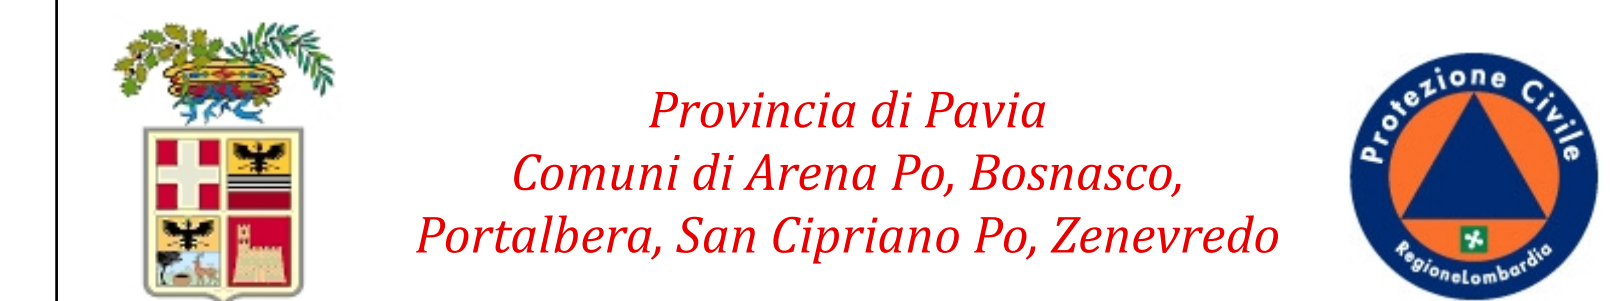 Provincia di Pavia
Comuni di Arena Po, Bosnasco,
Portalbera, San Cipriano Po, Zenevredo
Protezione Civile
RegioneLombardia